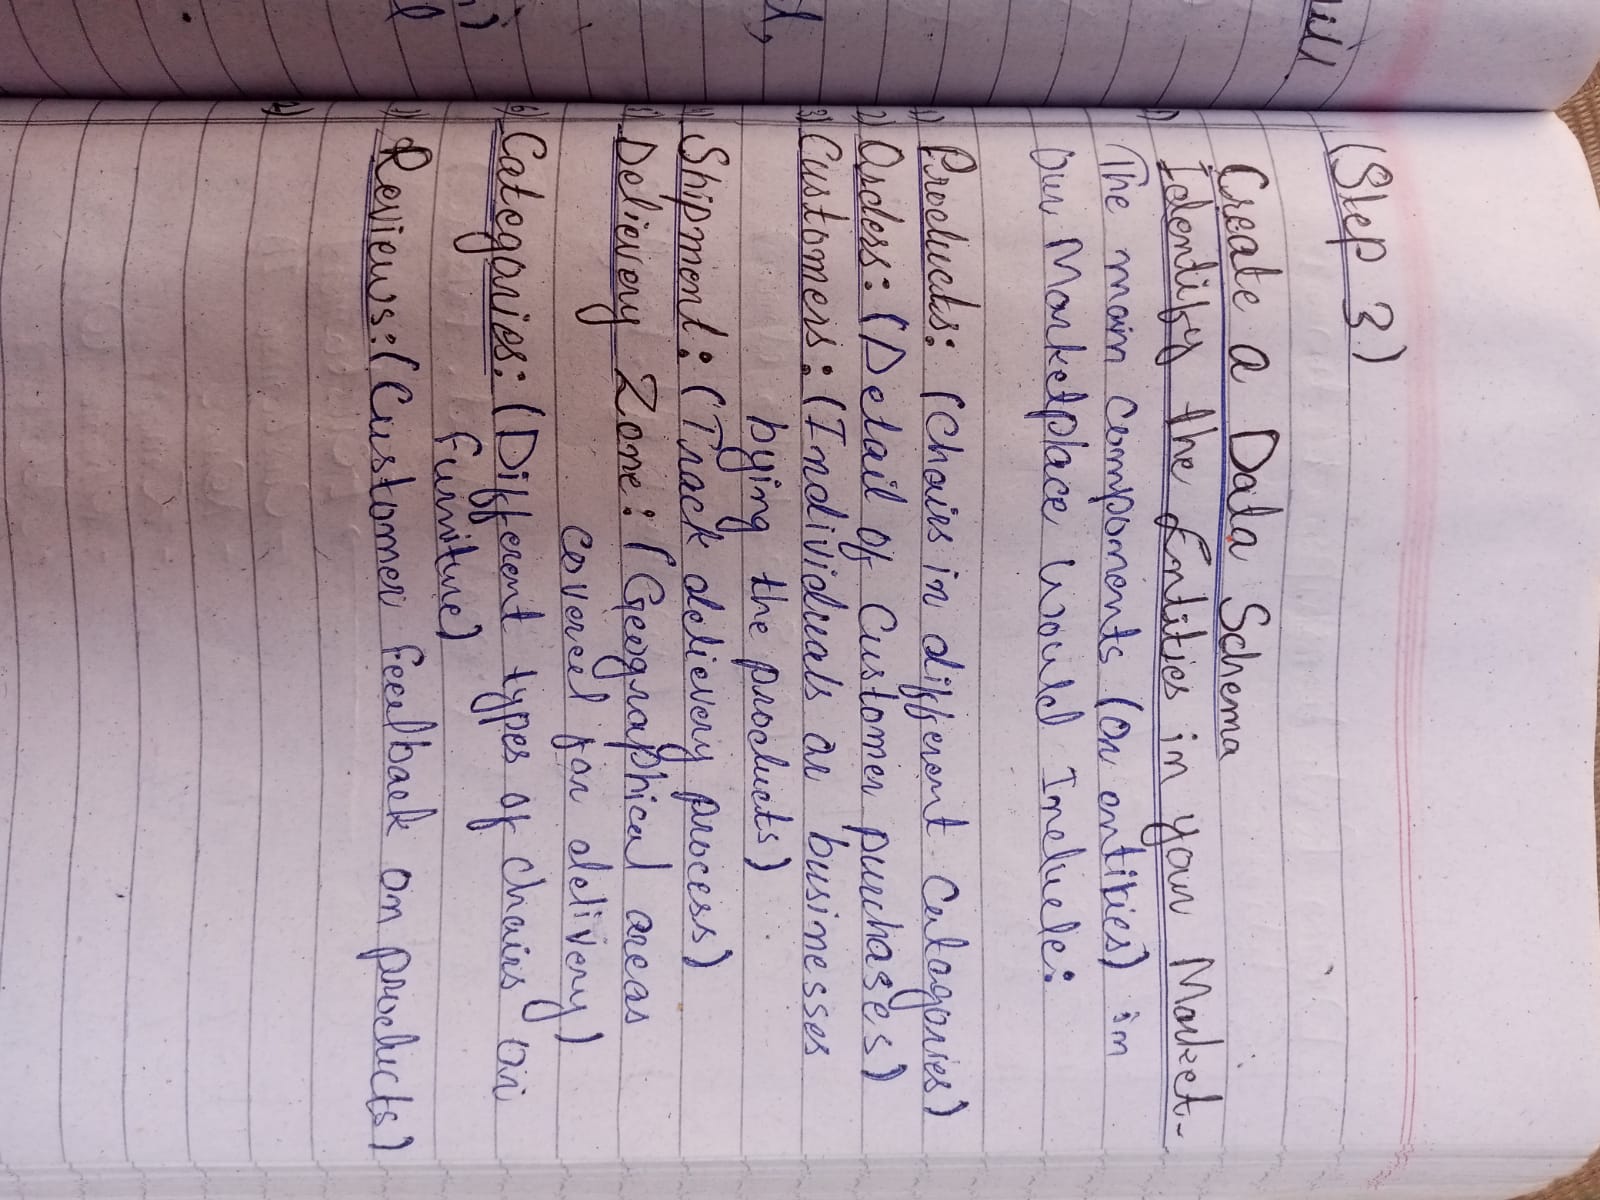 (Step 3)
Create a Data Schema
1) Identify the Entities in your Market-
The main Components (or entities) in
Our Marketplace Would Include:
1) Products: (Chairs in different Catagories)
2) Orders: (Detail of Customer purchases)
3) Customers: (Individuals or businesses
bying the products)
4) Shipment: (Track delievery process)
5) Delievery Zone: (Geographical areas
covered for delivery)
6) Categories: (Different types of chairs or
furniture)
7) Reviews: (Customer feedback on products)
2)